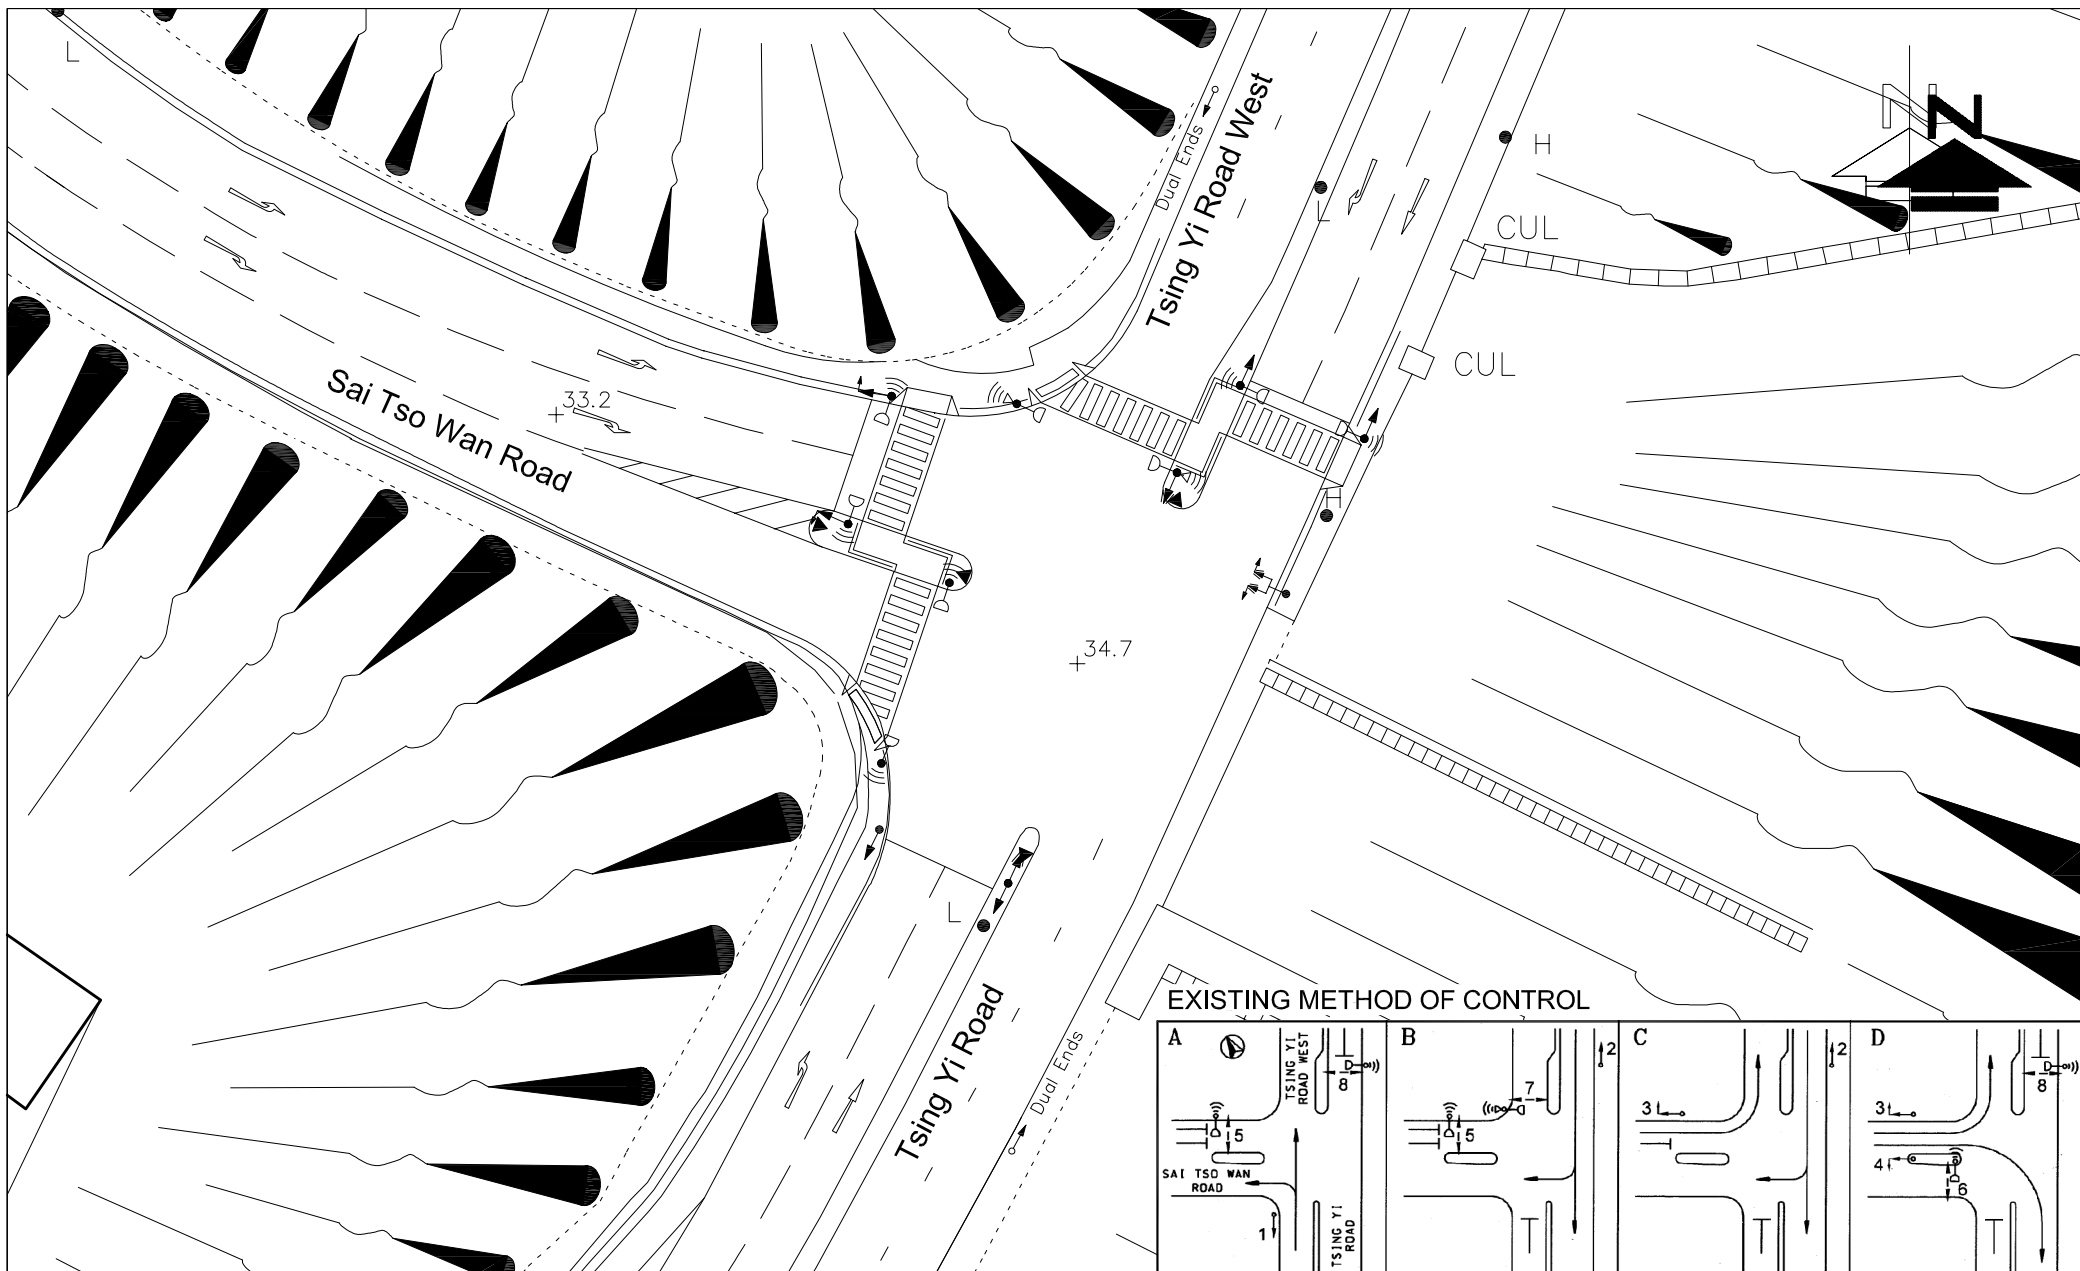 L
N
N
H
L
CUL
CUL
Dual Ends
Tsing Yi Road West
33.2
Sai Tso Wan Road
H
34.7
L
Tsing Yi Road
Dual Ends
EXISTING METHOD OF CONTROL
A
TSING YI
ROAD WEST
8
5
SAI TSO WAN
ROAD
1
TSING YI
ROAD
B
2
7
5
C
2
3
D
8
3
4
6